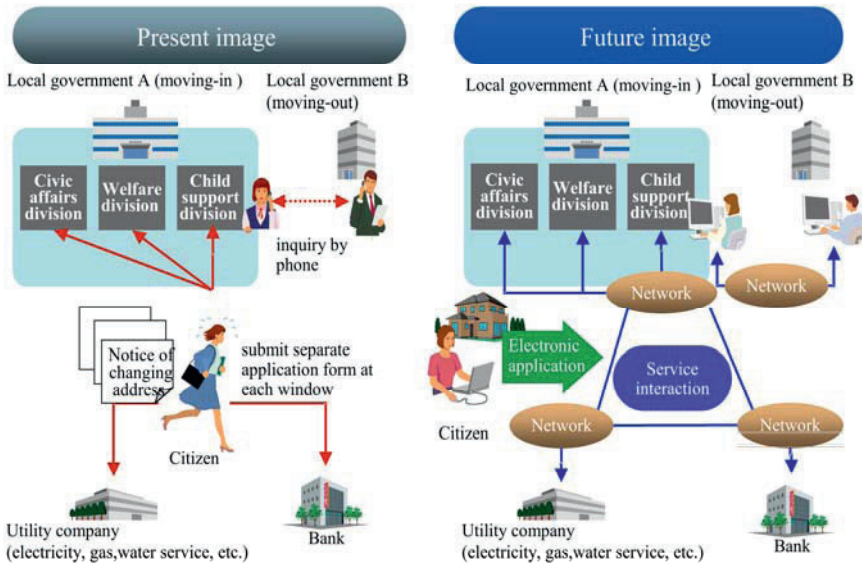 Present image
Local government A (moving-in )
Local government B
(moving-out)
Civic
affairs
division
Welfare
division
Child
support
division
inquiry by
phone
Notice of
changing
address
submit separate
application form at
each window
Citizen
Utility company
(electricity, gas,water service, etc.)
Bank
Future image
Local government A (moving-in )
Local government B
(moving-out)
Civic
affairs
division
Welfare
division
Child
support
division
Network
Network
Electronic
application
Service
interaction
Citizen
Network
Network
Utility company
(electricity, gas,water service, etc.)
Bank